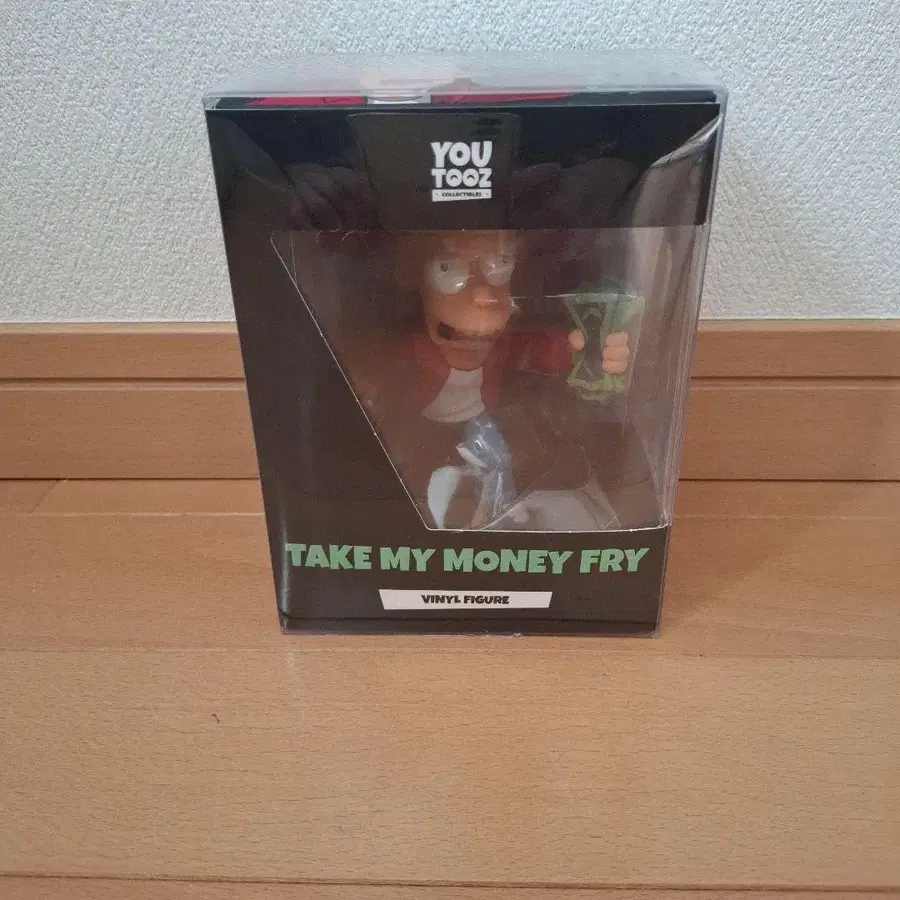 YOU
TOOZ
COLLECTIBLES
TAKE MY MONEY FRY
VINYL FIGURE